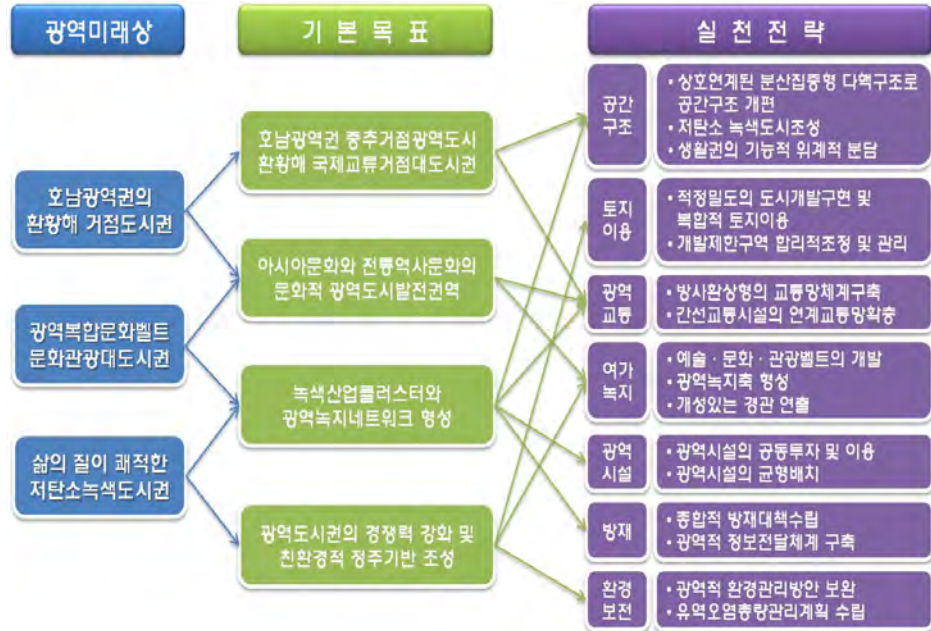 광역미래상
기 본 목 표
실 천 전 략
호남광역권의
환황해 거점도시권
광역복합문화벨트
문화관광대도시권
삶의 질이 쾌적한
저탄소녹색도시권
호남광역권 중추거점광역도시
환황해 국제교류거점대도시권
아시아문화와 전통역사문화의
문화적 광역도시발전권역
녹색산업클러스터와
광역녹지네트워크 형성
광역도시권의 경쟁력 강화 및
친환경적 정주기반 조성
공간
구조
• 상호연계된 분산집중형 다핵구조로
공간구조 개편
• 저탄소 녹색도시조성
• 생활권의 기능적 위계적 분담
토지
이용
• 적정밀도의 도시개발구현 및
복합적 토지이용
• 개발제한구역 합리적조정 및 관리
광역
교통
• 방사환상형의 교통망체계구축
• 간선교통시설의 연계교통망확충
여가
녹지
• 예술 · 문화 · 관광벨트의 개발
• 광역녹지축 형성
• 개성있는 경관 연출
광역
시설
• 광역시설의 공동투자 및 이용
• 광역시설의 균형배치
방재
• 종합적 방재대책수립
• 광역적 정보전달체계 구축
환경
보전
• 광역적 환경관리방안 보완
• 유역오염총량관리계획 수립